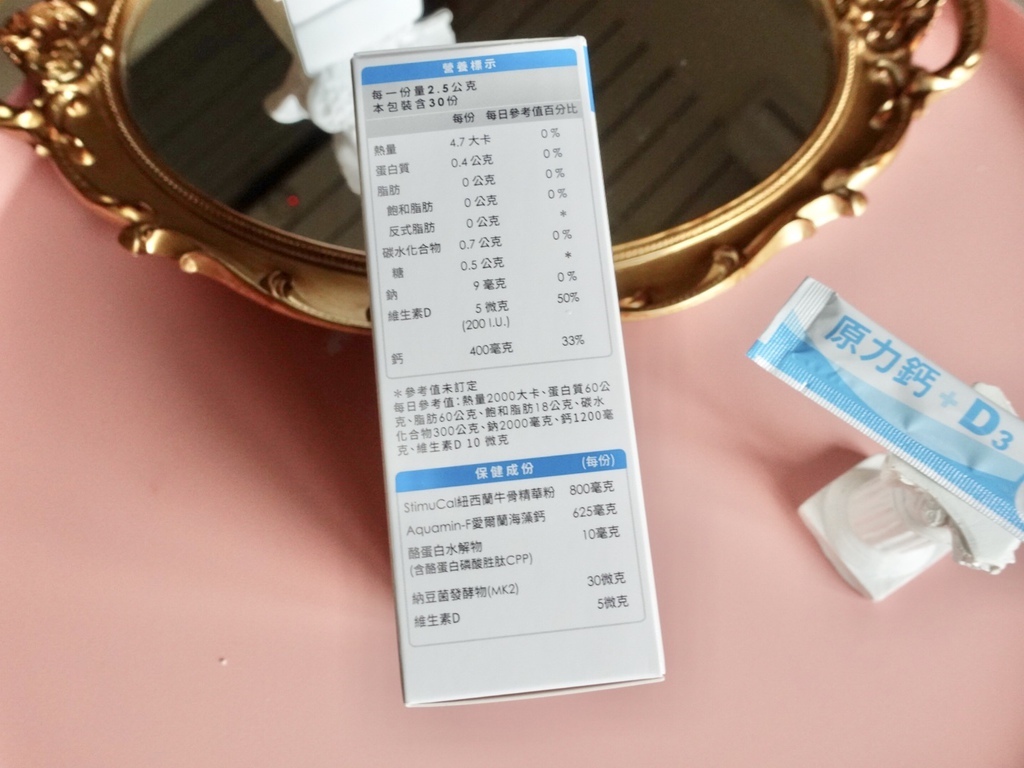 營養標示
每一份量2.5公克
本包裝含30份
每份 每日參考值百分比
熱量 4.7大卡 0%
蛋白質 0.4公克 0%
脂肪 0公克 0%
飽和脂肪 0公克 0%
反式脂肪 0公克 *
碳水化合物 0.7公克 0%
糖 0.5公克 *
鈉 9毫克 0%
維生素D 5微克 50%
(200 I.U.)
鈣 400毫克 33%
*參考值未訂定
每日參考值:熱量2000大卡、蛋白質60公
克、脂肪60公克、飽和脂肪18公克、碳水
化合物300公克、鈉2000毫克、鈣1200毫
克、維生素D 10 微克
保健成份 (每份)
StimuCal紐西蘭牛骨精華粉 800毫克
Aquamin-F愛爾蘭海藻鈣 625毫克
酪蛋白水解物 10毫克
(含酪蛋白磷酸胜肽CPP)
納豆菌發酵物(MK2) 30微克
維生素D 5微克
原力鈣+D3